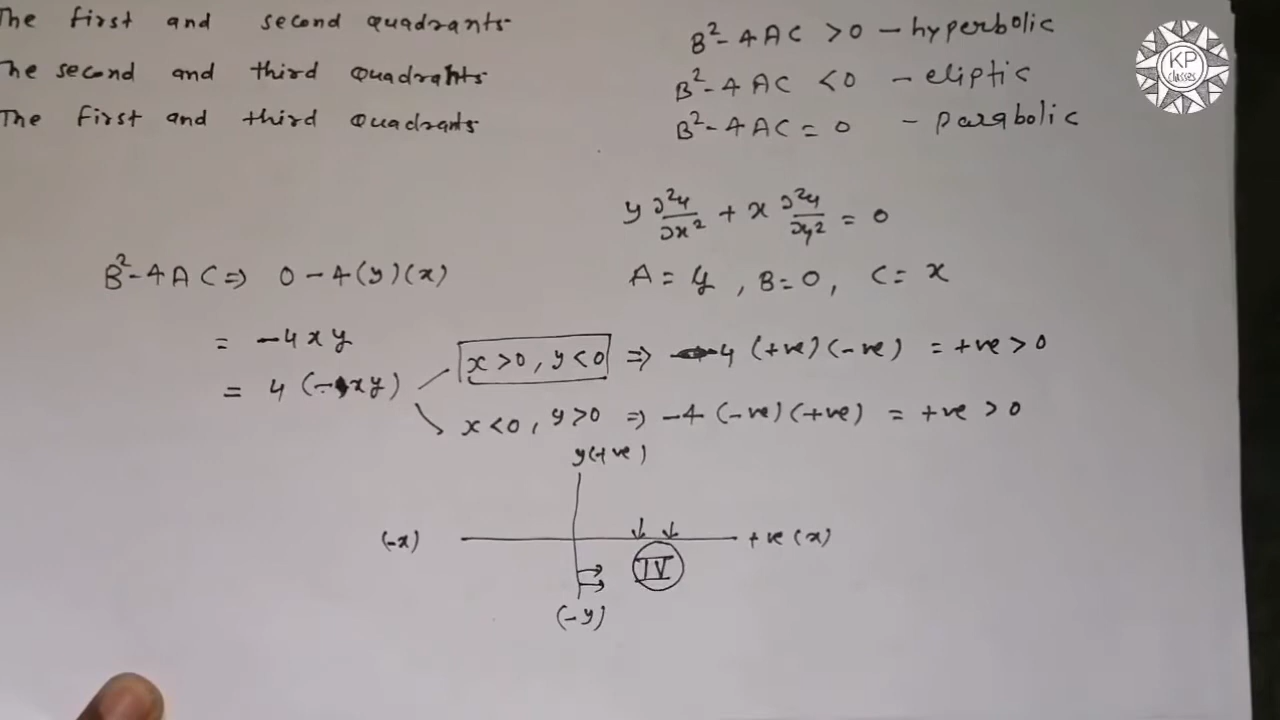 The first and second quadrants
The second and third Quadrants
The first and third Quadrants
B²-4AC >0 - hyperbolic
B²-4AC <0 - eliptic
B²-4AC = 0 - parabolic
KP
classes
y ∂²u/∂x² + x ∂²u/∂y² = 0
A = y, B=0, C= x
B²-4AC ⇒ 0-4(y)(x)
= -4xy
= 4(-xy)
x>0, y<0 ⇒ -4 (+ve)(-ve) = +ve > 0
x<0, y>0 ⇒ -4 (-ve)(+ve) = +ve > 0
y(+ve)
(-x)
+ve (x)
IV
(-y)